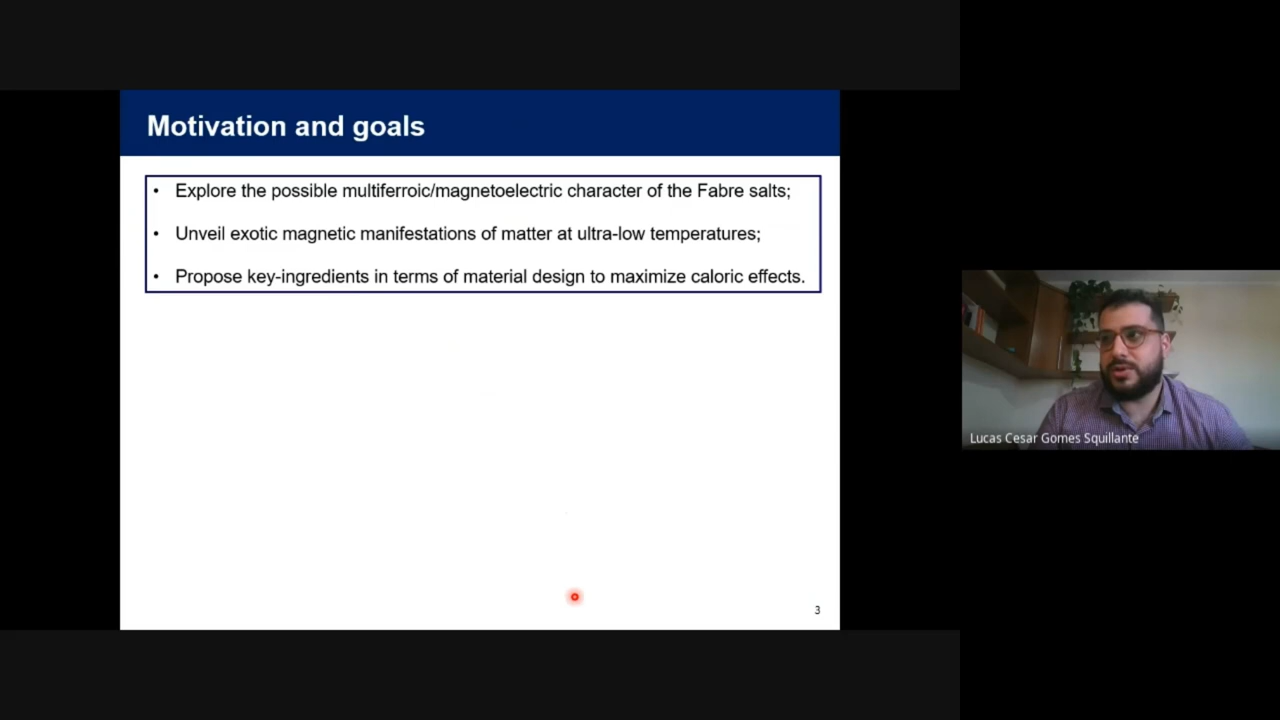 Motivation and goals
• Explore the possible multiferroic/magnetoelectric character of the Fabre salts;
• Unveil exotic magnetic manifestations of matter at ultra-low temperatures;
• Propose key-ingredients in terms of material design to maximize caloric effects.
3
Lucas Cesar Gomes Squillante